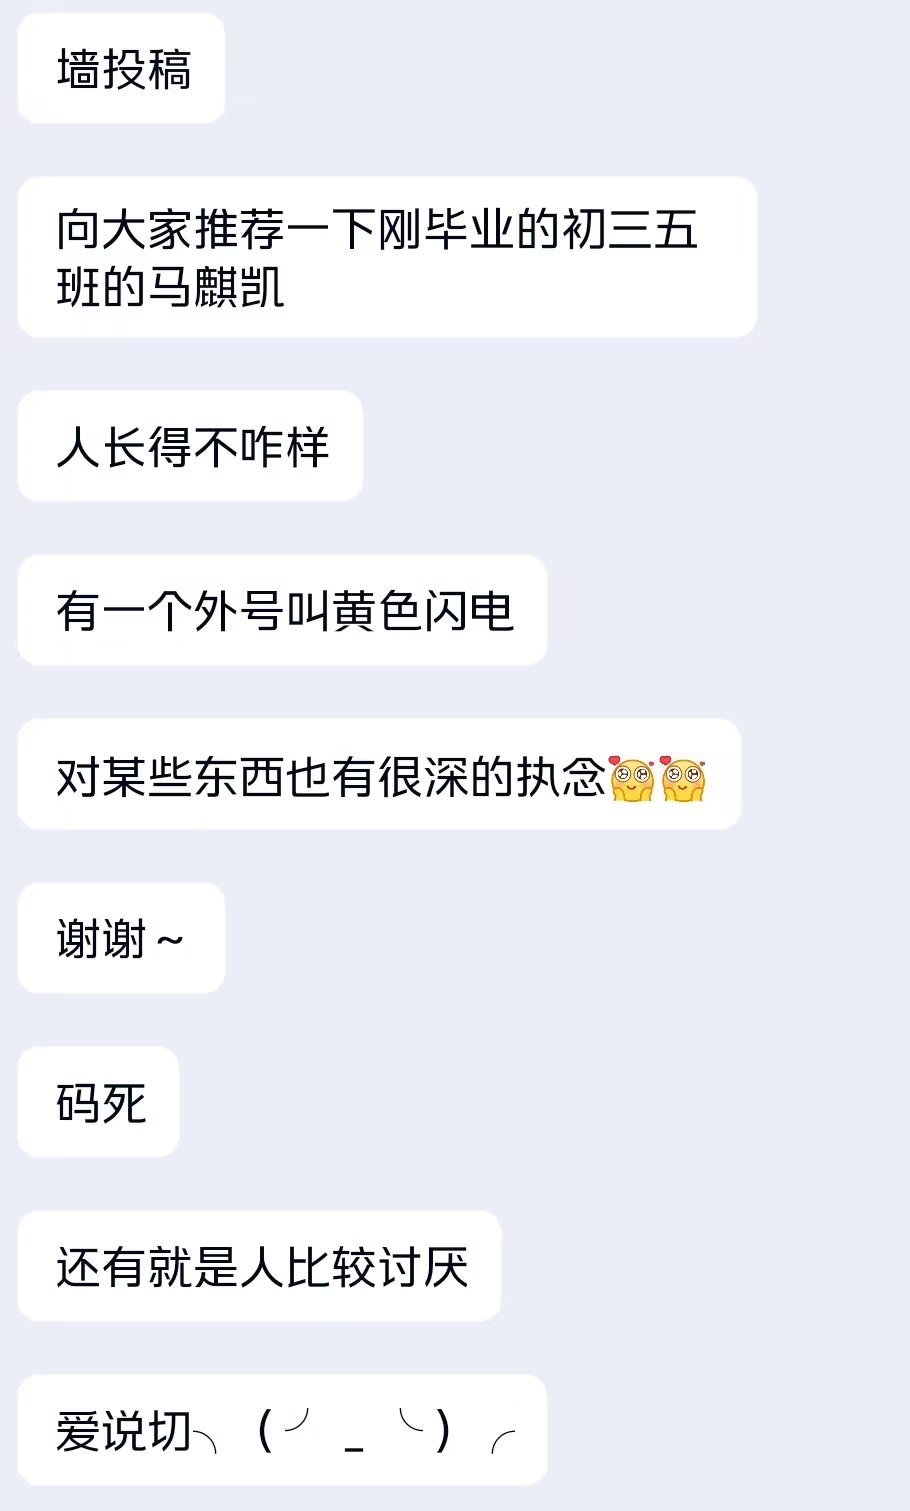 墙投稿
向大家推荐一下刚毕业的初三五
班的马麒凯
人长得不咋样
有一个外号叫黄色闪电
对某些东西也有很深的执念
谢谢～
码死
还有就是人比较讨厌
爱说切╮（╯＿╰）╭